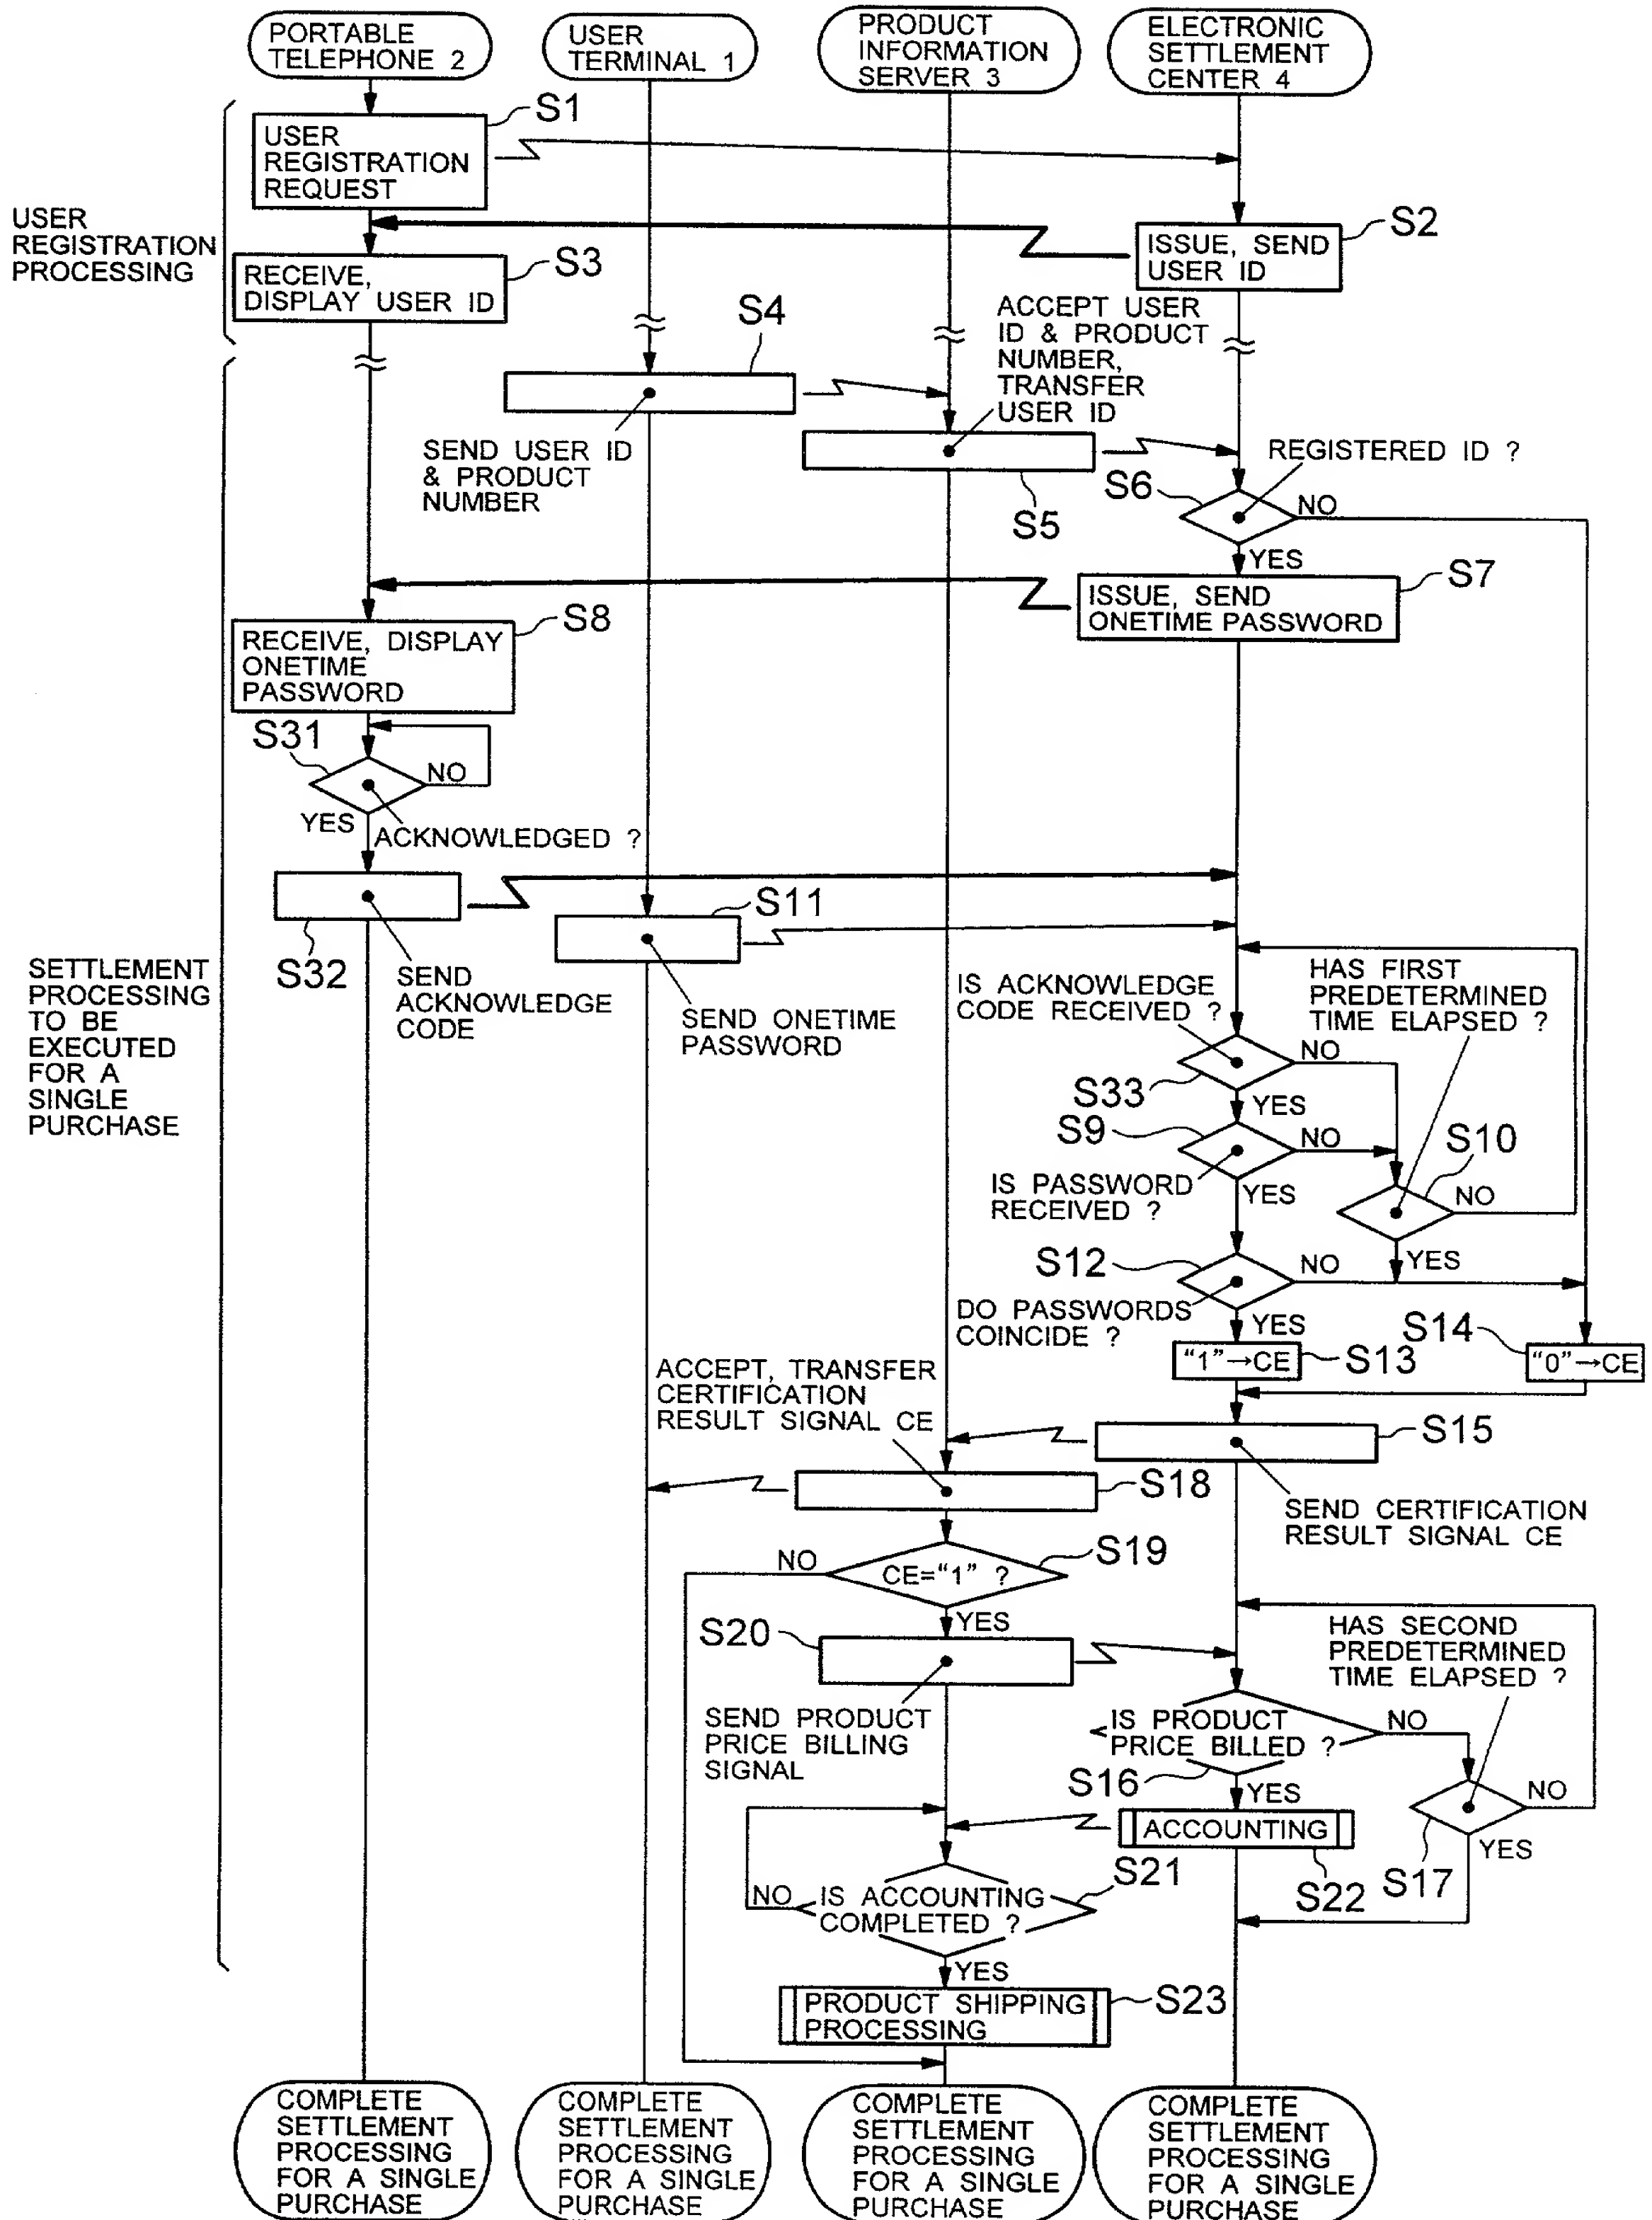 PORTABLE
TELEPHONE 2
USER
TERMINAL 1
PRODUCT
INFORMATION
SERVER 3
ELECTRONIC
SETTLEMENT
CENTER 4
S1
USER
REGISTRATION
REQUEST
USER
REGISTRATION
PROCESSING
S2
ISSUE, SEND
USER ID
S3
RECEIVE,
DISPLAY USER ID
S4
SEND USER ID
& PRODUCT
NUMBER
ACCEPT USER
ID & PRODUCT
NUMBER,
TRANSFER
USER ID
S5
REGISTERED ID ?
S6
NO
YES
S7
ISSUE, SEND
ONETIME PASSWORD
S8
RECEIVE, DISPLAY
ONETIME
PASSWORD
S31
NO
YES
ACKNOWLEDGED ?
S32
SEND
ACKNOWLEDGE
CODE
S11
SEND ONETIME
PASSWORD
SETTLEMENT
PROCESSING
TO BE
EXECUTED
FOR A
SINGLE
PURCHASE
IS ACKNOWLEDGE
CODE RECEIVED ?
HAS FIRST
PREDETERMINED
TIME ELAPSED ?
S33
NO
YES
S9
NO
IS PASSWORD
RECEIVED ?
YES
S10
NO
YES
S12
NO
DO PASSWORDS
COINCIDE ?
YES
"1"→CE
S13
S14
"0"→CE
ACCEPT, TRANSFER
CERTIFICATION
RESULT SIGNAL CE
S15
SEND CERTIFICATION
RESULT SIGNAL CE
S18
S19
CE="1" ?
NO
YES
S20
SEND PRODUCT
PRICE BILLING
SIGNAL
HAS SECOND
PREDETERMINED
TIME ELAPSED ?
IS PRODUCT
PRICE BILLED ?
NO
S16
YES
S17
NO
YES
ACCOUNTING
S22
S21
IS ACCOUNTING
COMPLETED ?
NO
YES
PRODUCT SHIPPING
PROCESSING
S23
COMPLETE
SETTLEMENT
PROCESSING
FOR A SINGLE
PURCHASE
COMPLETE
SETTLEMENT
PROCESSING
FOR A SINGLE
PURCHASE
COMPLETE
SETTLEMENT
PROCESSING
FOR A SINGLE
PURCHASE
COMPLETE
SETTLEMENT
PROCESSING
FOR A SINGLE
PURCHASE